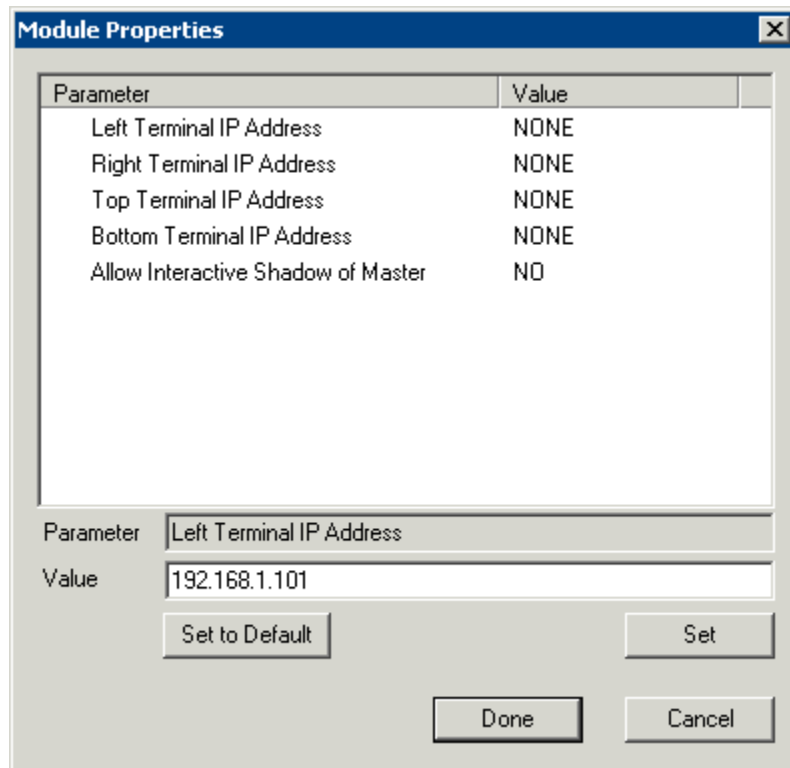 Module Properties
Parameter Value
Left Terminal IP Address NONE
Right Terminal IP Address NONE
Top Terminal IP Address NONE
Bottom Terminal IP Address NONE
Allow Interactive Shadow of Master NO
Parameter Left Terminal IP Address
Value 192.168.1.101
Set to Default Set
Done Cancel